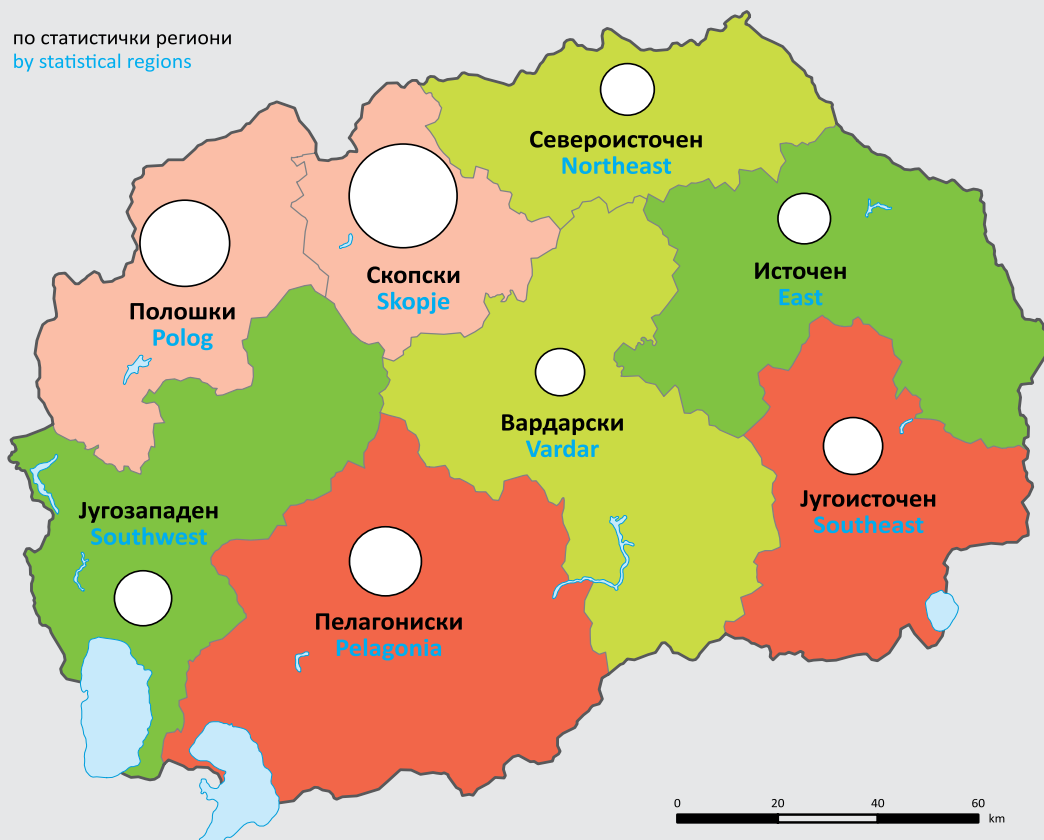 по статистички региони
by statistical regions
Североисточен
Northeast
Источен
East
Скопски
Skopje
Полошки
Polog
Вардарски
Vardar
Југоисточен
Southeast
Југозападен
Southwest
Пелагониски
Pelagonia
0 20 40 60
km